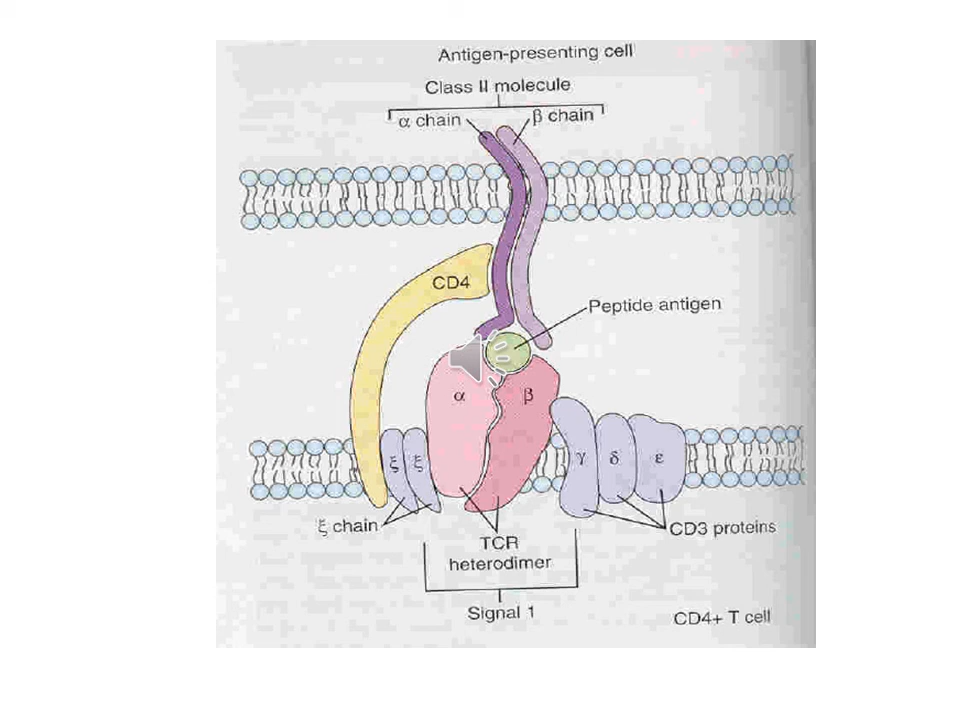 Antigen-presenting cell
Class II molecule
α chain
β chain
CD4
Peptide antigen
α
β
ξ
ξ
γ
δ
ε
ξ chain
CD3 proteins
TCR
heterodimer
Signal 1
CD4+ T cell